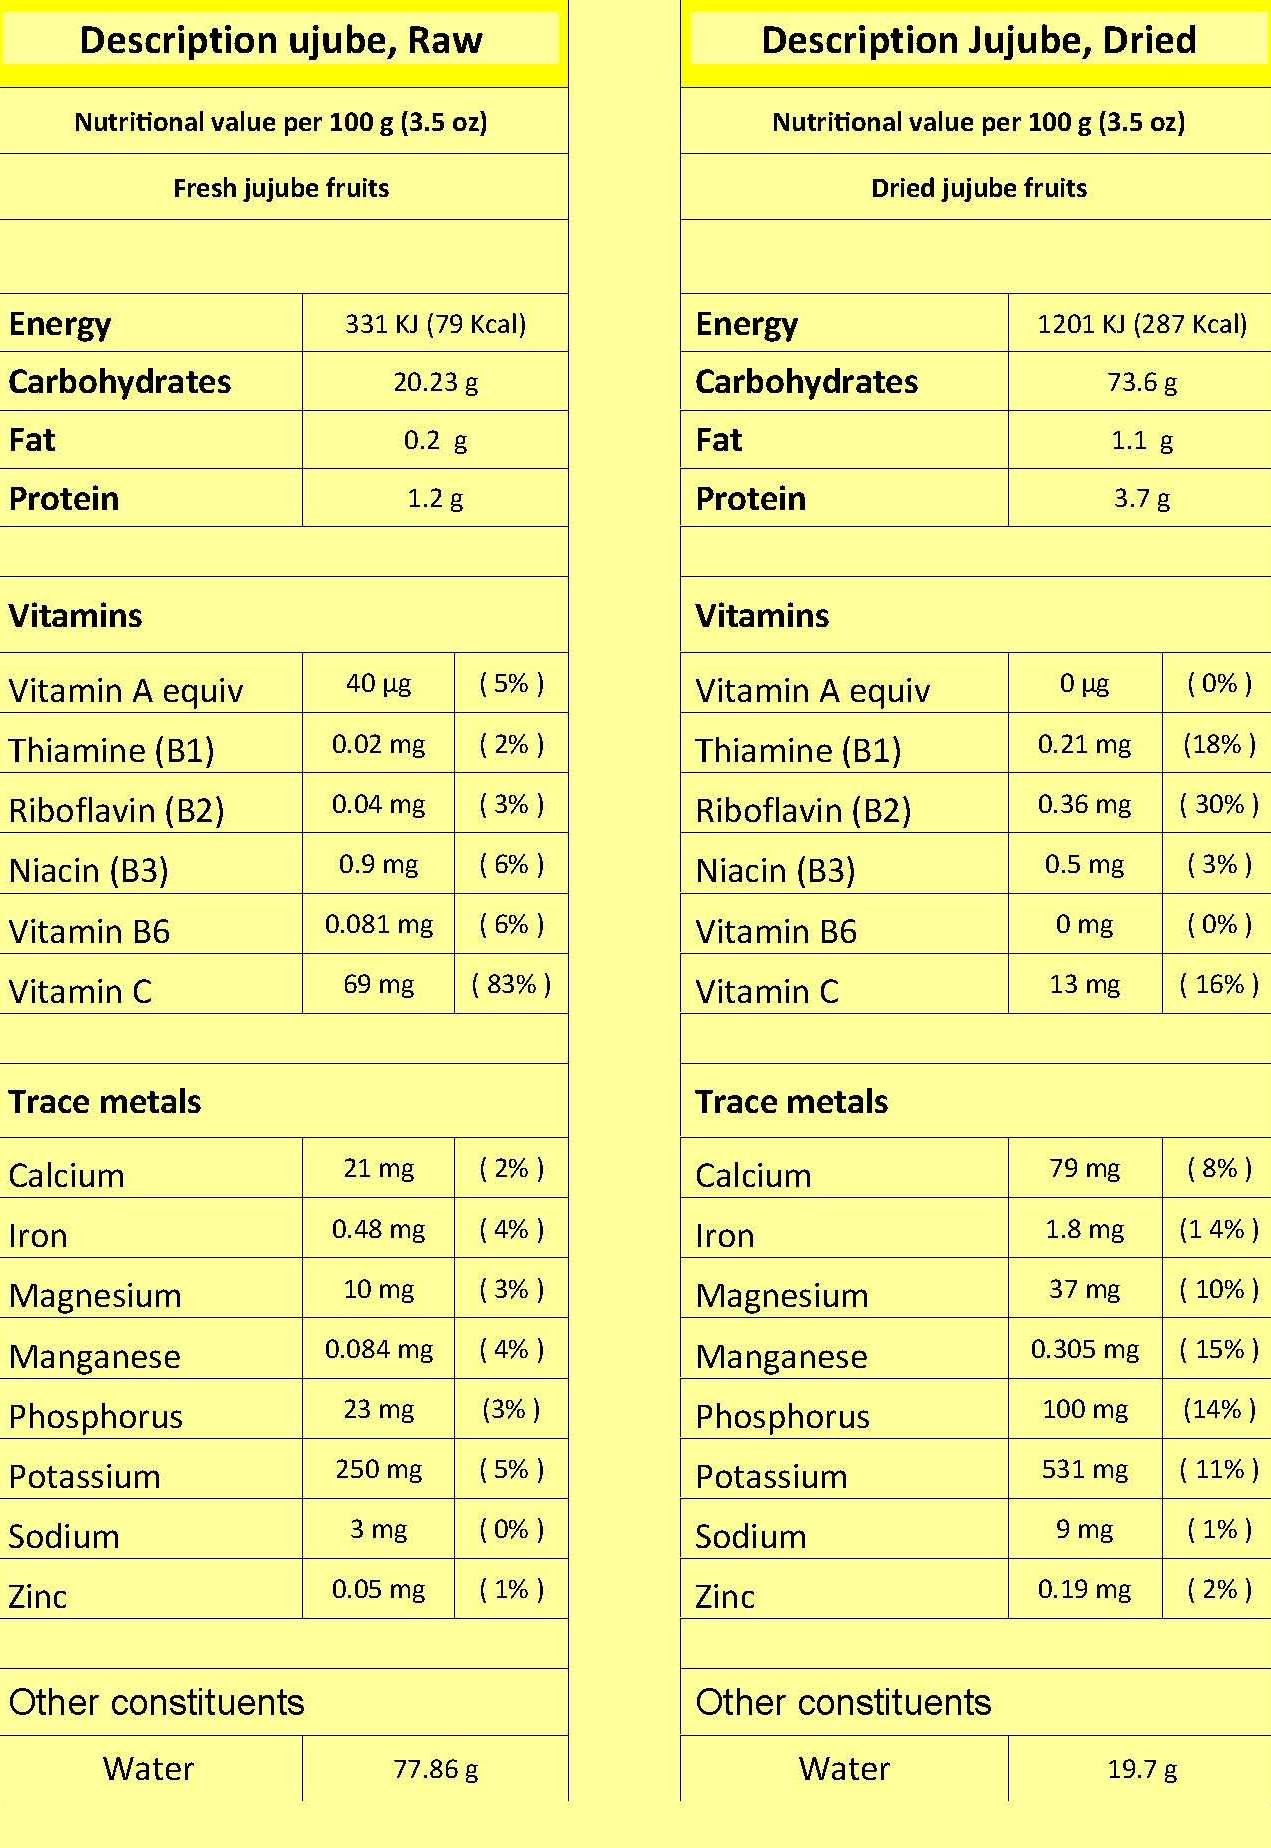 Description ujube, Raw
Nutritional value per 100 g (3.5 oz)
Fresh jujube fruits
Energy 331 KJ (79 Kcal)
Carbohydrates 20.23 g
Fat 0.2 g
Protein 1.2 g
Vitamins
Vitamin A equiv 40 µg ( 5% )
Thiamine (B1) 0.02 mg ( 2% )
Riboflavin (B2) 0.04 mg ( 3% )
Niacin (B3) 0.9 mg ( 6% )
Vitamin B6 0.081 mg ( 6% )
Vitamin C 69 mg ( 83% )
Trace metals
Calcium 21 mg ( 2% )
Iron 0.48 mg ( 4% )
Magnesium 10 mg ( 3% )
Manganese 0.084 mg ( 4% )
Phosphorus 23 mg (3% )
Potassium 250 mg ( 5% )
Sodium 3 mg ( 0% )
Zinc 0.05 mg ( 1% )
Other constituents
Water 77.86 g
Description Jujube, Dried
Nutritional value per 100 g (3.5 oz)
Dried jujube fruits
Energy 1201 KJ (287 Kcal)
Carbohydrates 73.6 g
Fat 1.1 g
Protein 3.7 g
Vitamins
Vitamin A equiv 0 µg ( 0% )
Thiamine (B1) 0.21 mg (18% )
Riboflavin (B2) 0.36 mg ( 30% )
Niacin (B3) 0.5 mg ( 3% )
Vitamin B6 0 mg ( 0% )
Vitamin C 13 mg ( 16% )
Trace metals
Calcium 79 mg ( 8% )
Iron 1.8 mg (1 4% )
Magnesium 37 mg ( 10% )
Manganese 0.305 mg ( 15% )
Phosphorus 100 mg (14% )
Potassium 531 mg ( 11% )
Sodium 9 mg ( 1% )
Zinc 0.19 mg ( 2% )
Other constituents
Water 19.7 g